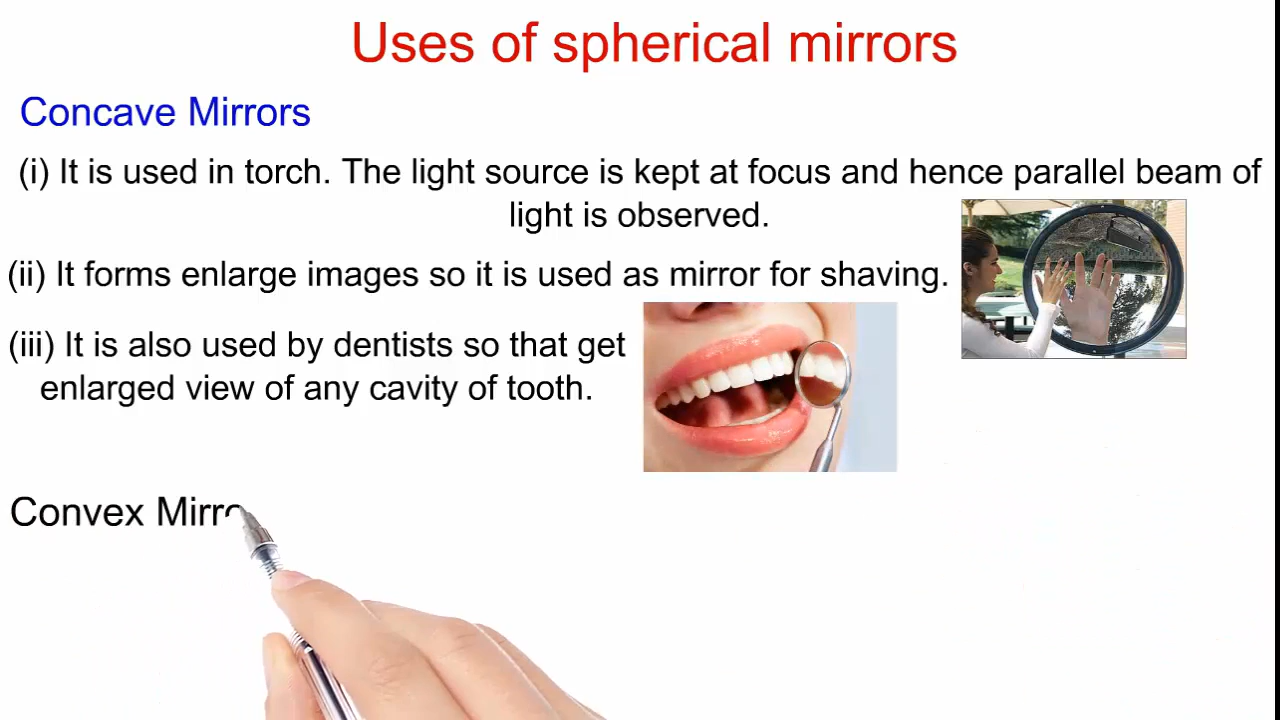 Uses of spherical mirrors
Concave Mirrors
(i) It is used in torch. The light source is kept at focus and hence parallel beam of
light is observed.
(ii) It forms enlarge images so it is used as mirror for shaving.
(iii) It is also used by dentists so that get
enlarged view of any cavity of tooth.
Convex Mirro